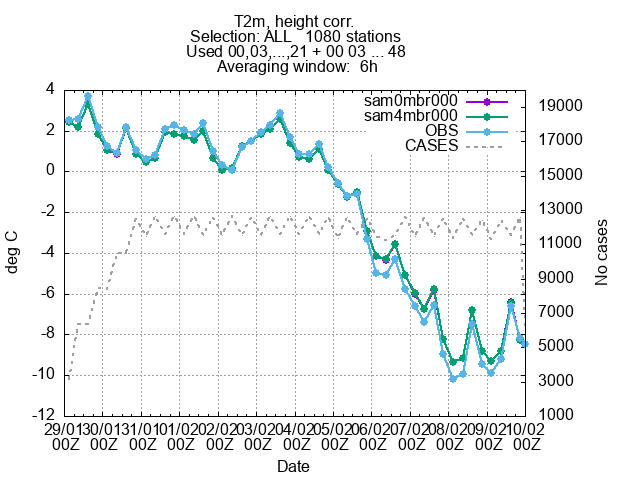 T2m, height corr.
Selection: ALL 1080 stations
Used 00,03,...,21 + 00 03 ... 48
Averaging window: 6h
sam0mbr000
sam4mbr000
OBS
CASES
4
2
0
-2
-4
-6
-8
-10
-12
deg C
19000
17000
15000
13000
11000
9000
7000
5000
3000
1000
No cases
29/01 30/01 31/01 01/02 02/02 03/02 04/02 05/02 06/02 07/02 08/02 09/02 10/02
00Z 00Z 00Z 00Z 00Z 00Z 00Z 00Z 00Z 00Z 00Z 00Z 00Z
Date